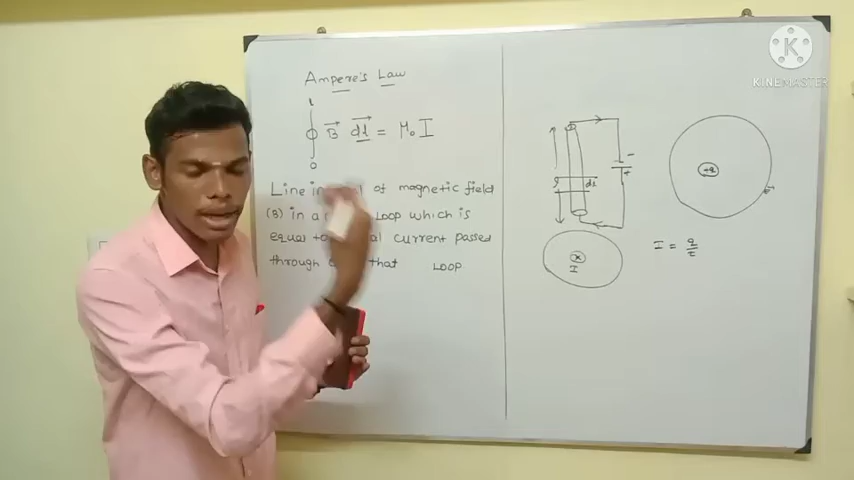 Ampere's Law
l
∮ B⃗ dl⃗ = μ₀ I
0
Line in of magnetic field
(B) in a LOOP which is
equal to current passed
through that LOOP
-
+
l
dl
x
I
+q
I = q/t
K
KINEMASTER